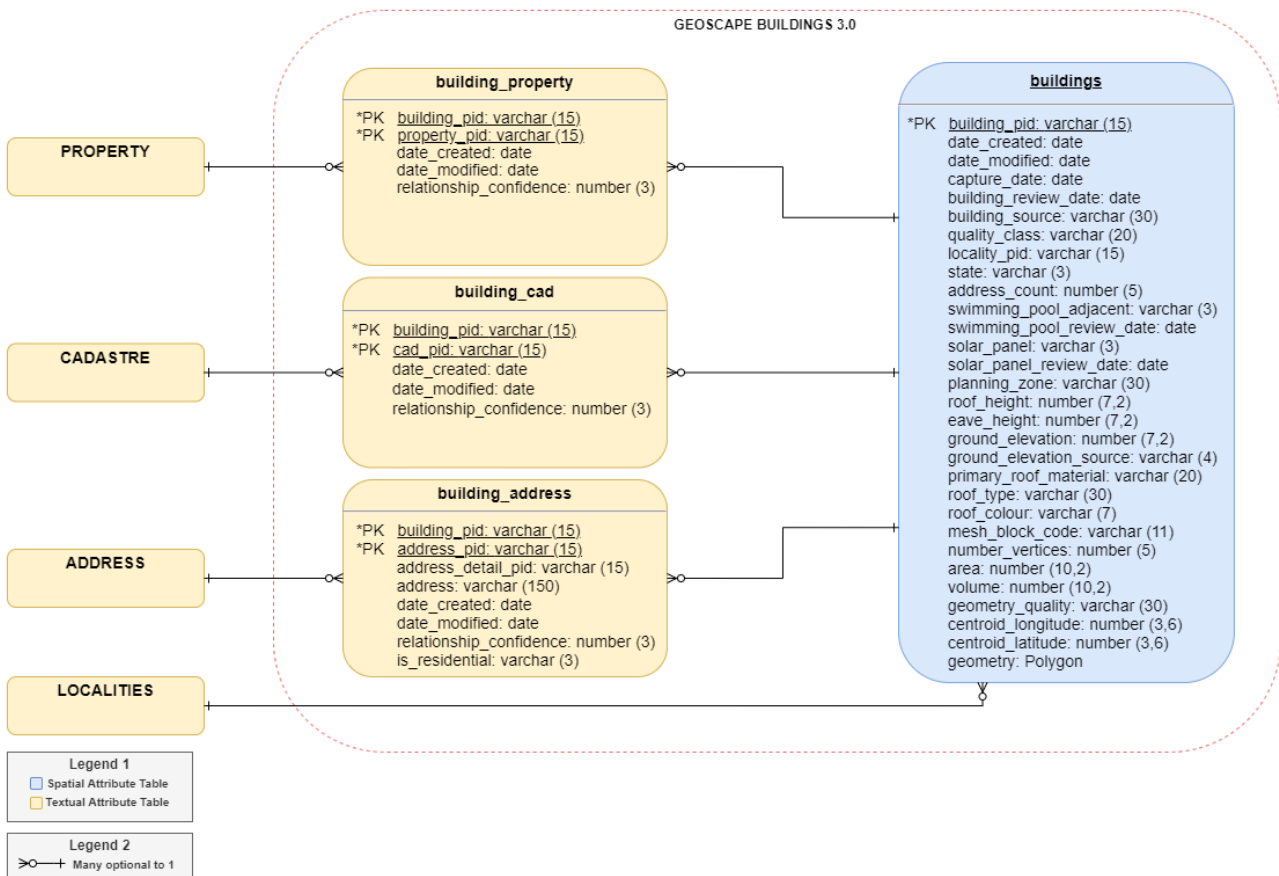 GEOSCAPE BUILDINGS 3.0
PROPERTY
CADASTRE
ADDRESS
LOCALITIES
building_property
*PK building_pid: varchar (15)
*PK property_pid: varchar (15)
date_created: date
date_modified: date
relationship_confidence: number (3)
building_cad
*PK building_pid: varchar (15)
*PK cad_pid: varchar (15)
date_created: date
date_modified: date
relationship_confidence: number (3)
building_address
*PK building_pid: varchar (15)
*PK address_pid: varchar (15)
address_detail_pid: varchar (15)
address: varchar (150)
date_created: date
date_modified: date
relationship_confidence: number (3)
is_residential: varchar (3)
buildings
*PK building_pid: varchar (15)
date_created: date
date_modified: date
capture_date: date
building_review_date: date
building_source: varchar (30)
quality_class: varchar (20)
locality_pid: varchar (15)
state: varchar (3)
address_count: number (5)
swimming_pool_adjacent: varchar (3)
swimming_pool_review_date: date
solar_panel: varchar (3)
solar_panel_review_date: date
planning_zone: varchar (30)
roof_height: number (7,2)
eave_height: number (7,2)
ground_elevation: number (7,2)
ground_elevation_source: varchar (4)
primary_roof_material: varchar (20)
roof_type: varchar (30)
roof_colour: varchar (7)
mesh_block_code: varchar (11)
number_vertices: number (5)
area: number (10,2)
volume: number (10,2)
geometry_quality: varchar (30)
centroid_longitude: number (3,6)
centroid_latitude: number (3,6)
geometry: Polygon
Legend 1
Spatial Attribute Table
Textual Attribute Table
Legend 2
Many optional to 1